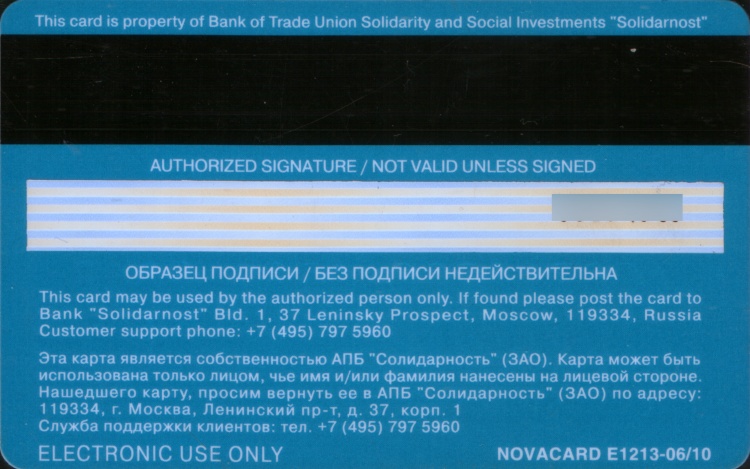 This card is property of Bank of Trade Union Solidarity and Social Investments "Solidarnost"
AUTHORIZED SIGNATURE / NOT VALID UNLESS SIGNED
ОБРАЗЕЦ ПОДПИСИ / БЕЗ ПОДПИСИ НЕДЕЙСТВИТЕЛЬНА
This card may be used by the authorized person only. If found please post the card to
Bank "Solidarnost" Bld. 1, 37 Leninsky Prospect, Moscow, 119334, Russia
Customer support phone: +7 (495) 797 5960
Эта карта является собственностью АПБ "Солидарность" (ЗАО). Карта может быть
использована только лицом, чье имя и/или фамилия нанесены на лицевой стороне.
Нашедшего карту, просим вернуть ее в АПБ "Солидарность" (ЗАО) по адресу:
119334, г. Москва, Ленинский пр-т, д. 37, корп. 1
Служба поддержки клиентов: тел. +7 (495) 797 5960
ELECTRONIC USE ONLY
NOVACARD E1213-06/10